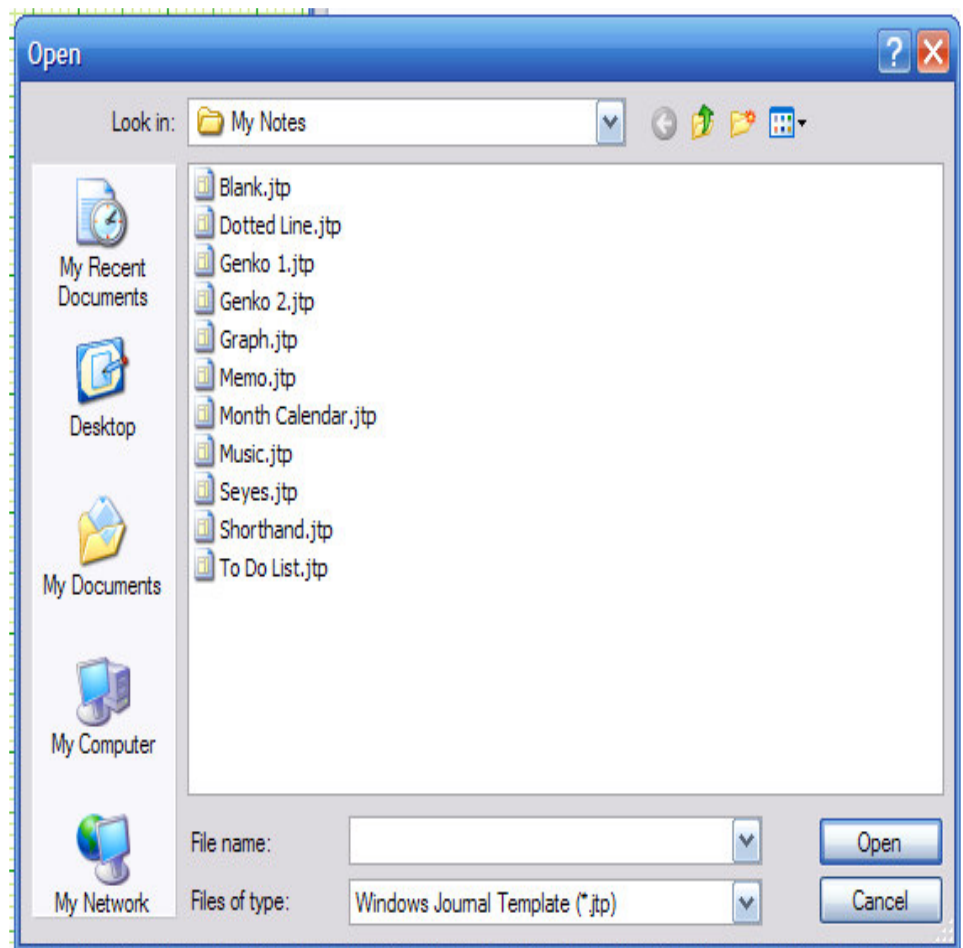 Open
Look in:
My Notes
My Recent
Documents
Desktop
My Documents
My Computer
My Network
Blank.jtp
Dotted Line.jtp
Genko 1.jtp
Genko 2.jtp
Graph.jtp
Memo.jtp
Month Calendar.jtp
Music.jtp
Seyes.jtp
Shorthand.jtp
To Do List.jtp
File name:
Open
Files of type:
Windows Journal Template (*.jtp)
Cancel